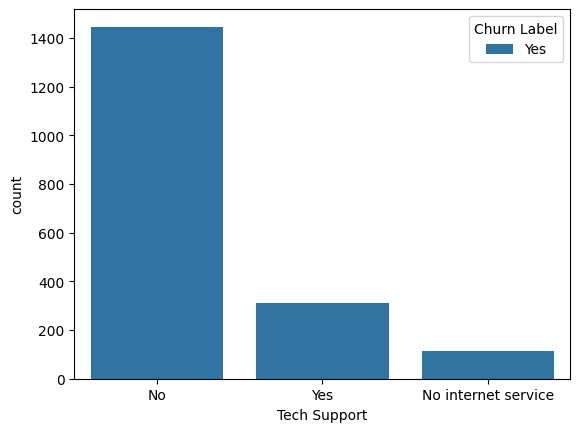 Churn Label
Yes
1400
1200
1000
800
600
400
200
0
count
No
Yes
No internet service
Tech Support